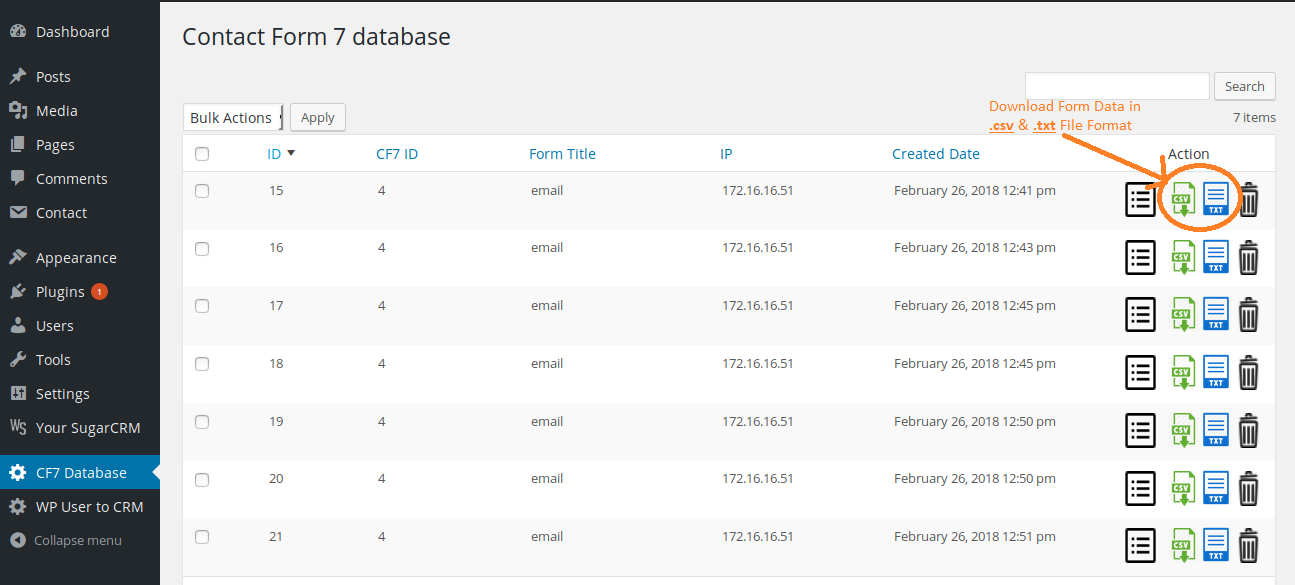 Dashboard
Posts
Media
Pages
Comments
Contact
Appearance
Plugins 1
Users
Tools
Settings
Your SugarCRM
CF7 Database
WP User to CRM
Collapse menu
Contact Form 7 database
Search
Bulk Actions Apply
Download Form Data in
.csv & .txt File Format
7 items
ID CF7 ID Form Title IP Created Date Action
15 4 email 172.16.16.51 February 26, 2018 12:41 pm CSV TXT
16 4 email 172.16.16.51 February 26, 2018 12:43 pm CSV TXT
17 4 email 172.16.16.51 February 26, 2018 12:45 pm CSV TXT
18 4 email 172.16.16.51 February 26, 2018 12:45 pm CSV TXT
19 4 email 172.16.16.51 February 26, 2018 12:50 pm CSV TXT
20 4 email 172.16.16.51 February 26, 2018 12:50 pm CSV TXT
21 4 email 172.16.16.51 February 26, 2018 12:51 pm CSV TXT